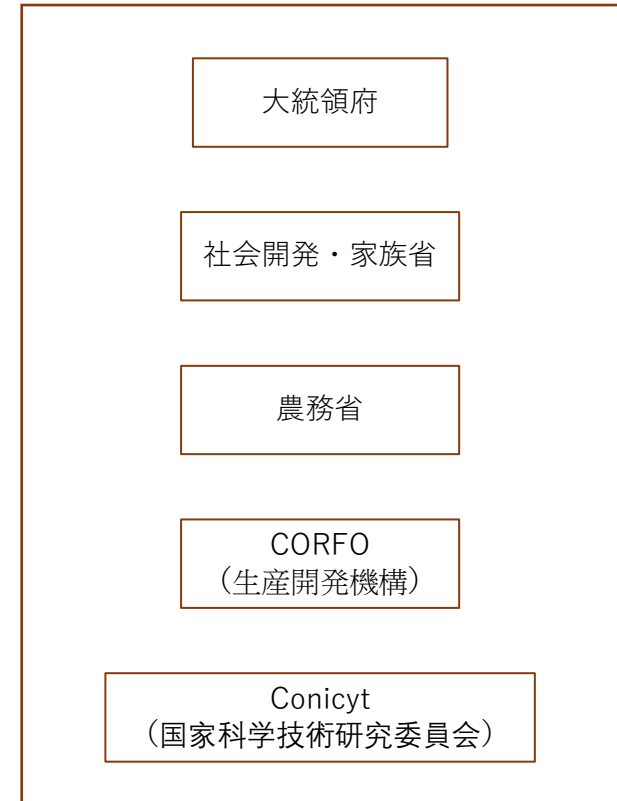 大統領府
社会開発・家族省
農務省
CORFO
（生産開発機構）
Conicyt
（国家科学技術研究委員会）